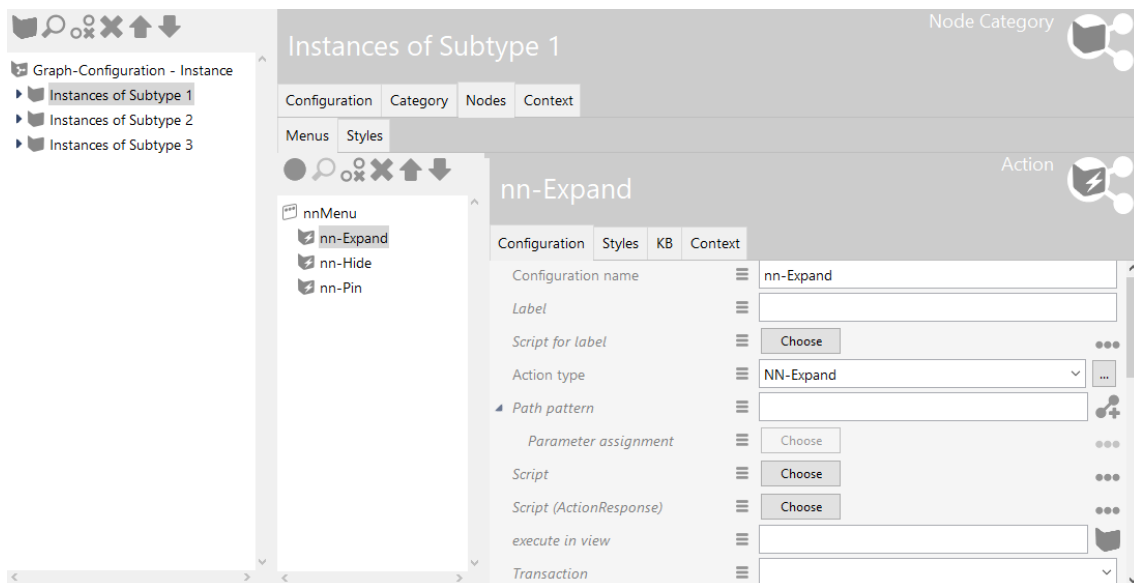 Node Category
Instances of Subtype 1
Graph-Configuration - Instance
Instances of Subtype 1
Instances of Subtype 2
Instances of Subtype 3
Configuration Category Nodes Context
Menus Styles
nnMenu
nn-Expand
nn-Hide
nn-Pin
Action
nn-Expand
Configuration Styles KB Context
Configuration name nn-Expand
Label
Script for label Choose
Action type NN-Expand ...
Path pattern
Parameter assignment Choose
Script Choose
Script (ActionResponse) Choose
execute in view
Transaction